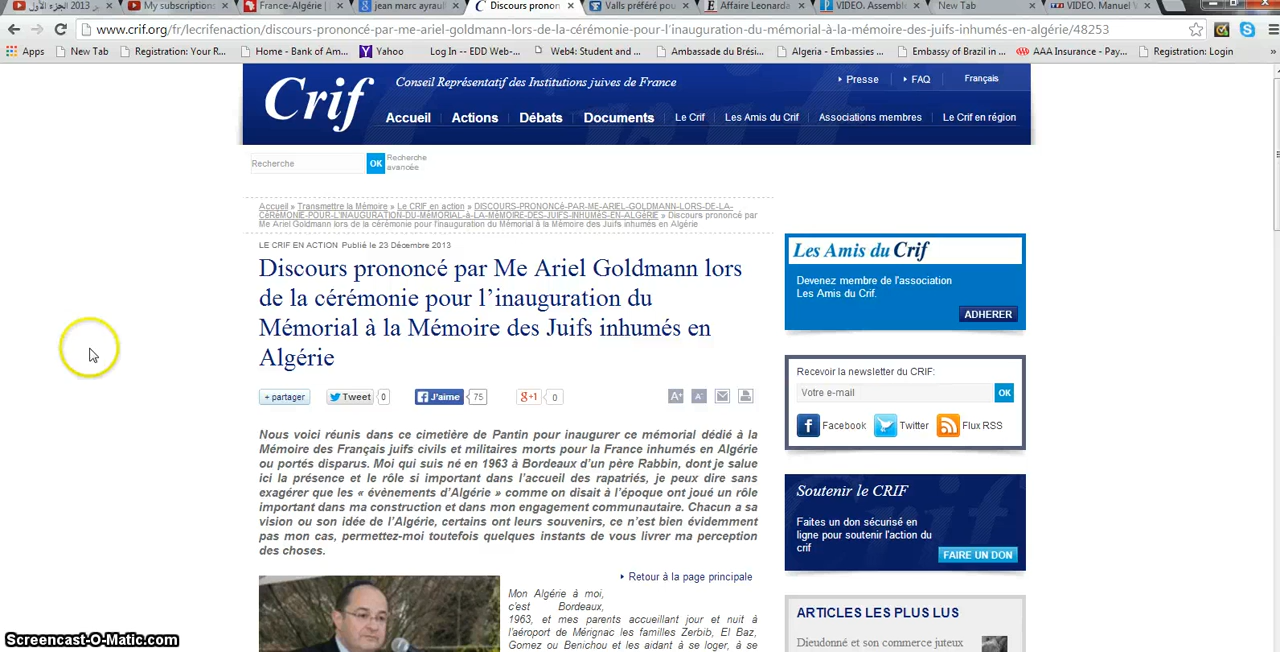 2013 الجزء الأول
My subscriptions
France-Algérie |
jean marc ayraul
Discours pronon
Valls préféré pou
Affaire Leonarda
VIDEO. Assemble
New Tab
VIDEO. Manuel V
www.crif.org/fr/lecrifenaction/discours-prononcé-par-me-ariel-goldmann-lors-de-la-cérémonie-pour-l'inauguration-du-mémorial-à-la-mémoire-des-juifs-inhumés-en-algérie/48253
Apps
New Tab
Registration: Your R...
Home - Bank of Am...
Yahoo
Log In -- EDD Web-...
Web4: Student and ...
Ambassade du Brési...
Algeria - Embassies ...
Embassy of Brazil in ...
AAA Insurance - Pay...
Registration: Login
»
Crif
Conseil Représentatif des Institutions juives de France
Presse
FAQ
Français
Accueil
Actions
Débats
Documents
Le Crif
Les Amis du Crif
Associations membres
Le Crif en région
Recherche
OK
Recherche
avancée
Accueil » Transmettre la Mémoire » Le CRIF en action » DISCOURS-PRONONCé-PAR-ME-ARIEL-GOLDMANN-LORS-DE-LA-
CéRéMONIE-POUR-L'INAUGURATION-DU-MéMORIAL-à-LA-MéMOIRE-DES-JUIFS-INHUMéS-EN-ALGéRIE » Discours prononcé par
Me Ariel Goldmann lors de la cérémonie pour l'inauguration du Mémorial à la Mémoire des Juifs inhumés en Algérie
LE CRIF EN ACTION Publié le 23 Décembre 2013
Discours prononcé par Me Ariel Goldmann lors
de la cérémonie pour l'inauguration du
Mémorial à la Mémoire des Juifs inhumés en
Algérie
+ partager
Tweet
0
J'aime
75
g+1
0
A+
A-
Nous voici réunis dans ce cimetière de Pantin pour inaugurer ce mémorial dédié à la
Mémoire des Français juifs civils et militaires morts pour la France inhumés en Algérie
ou portés disparus. Moi qui suis né en 1963 à Bordeaux d'un père Rabbin, dont je salue
ici la présence et le rôle si important dans l'accueil des rapatriés, je peux dire sans
exagérer que les « évènements d'Algérie » comme on disait à l'époque ont joué un rôle
important dans ma construction et dans mon engagement communautaire. Chacun a sa
vision ou son idée de l'Algérie, certains ont leurs souvenirs, ce n'est bien évidemment
pas mon cas, permettez-moi toutefois quelques instants de vous livrer ma perception
des choses.
Retour à la page principale
Mon Algérie à moi,
c'est Bordeaux,
1963, et mes parents accueillant jour et nuit à
l'aéroport de Mérignac les familles Zerbib, El Baz,
Gomez ou Benichou et les aidant à se loger, à se
Les Amis du Crif
Devenez membre de l'association
Les Amis du Crif.
ADHERER
Recevoir la newsletter du CRIF:
Votre e-mail
OK
Facebook
Twitter
Flux RSS
Soutenir le CRIF
Faites un don sécurisé en
ligne pour soutenir l'action du
crif
FAIRE UN DON
ARTICLES LES PLUS LUS
Dieudonné et son commerce juteux
Screencast-O-Matic.com